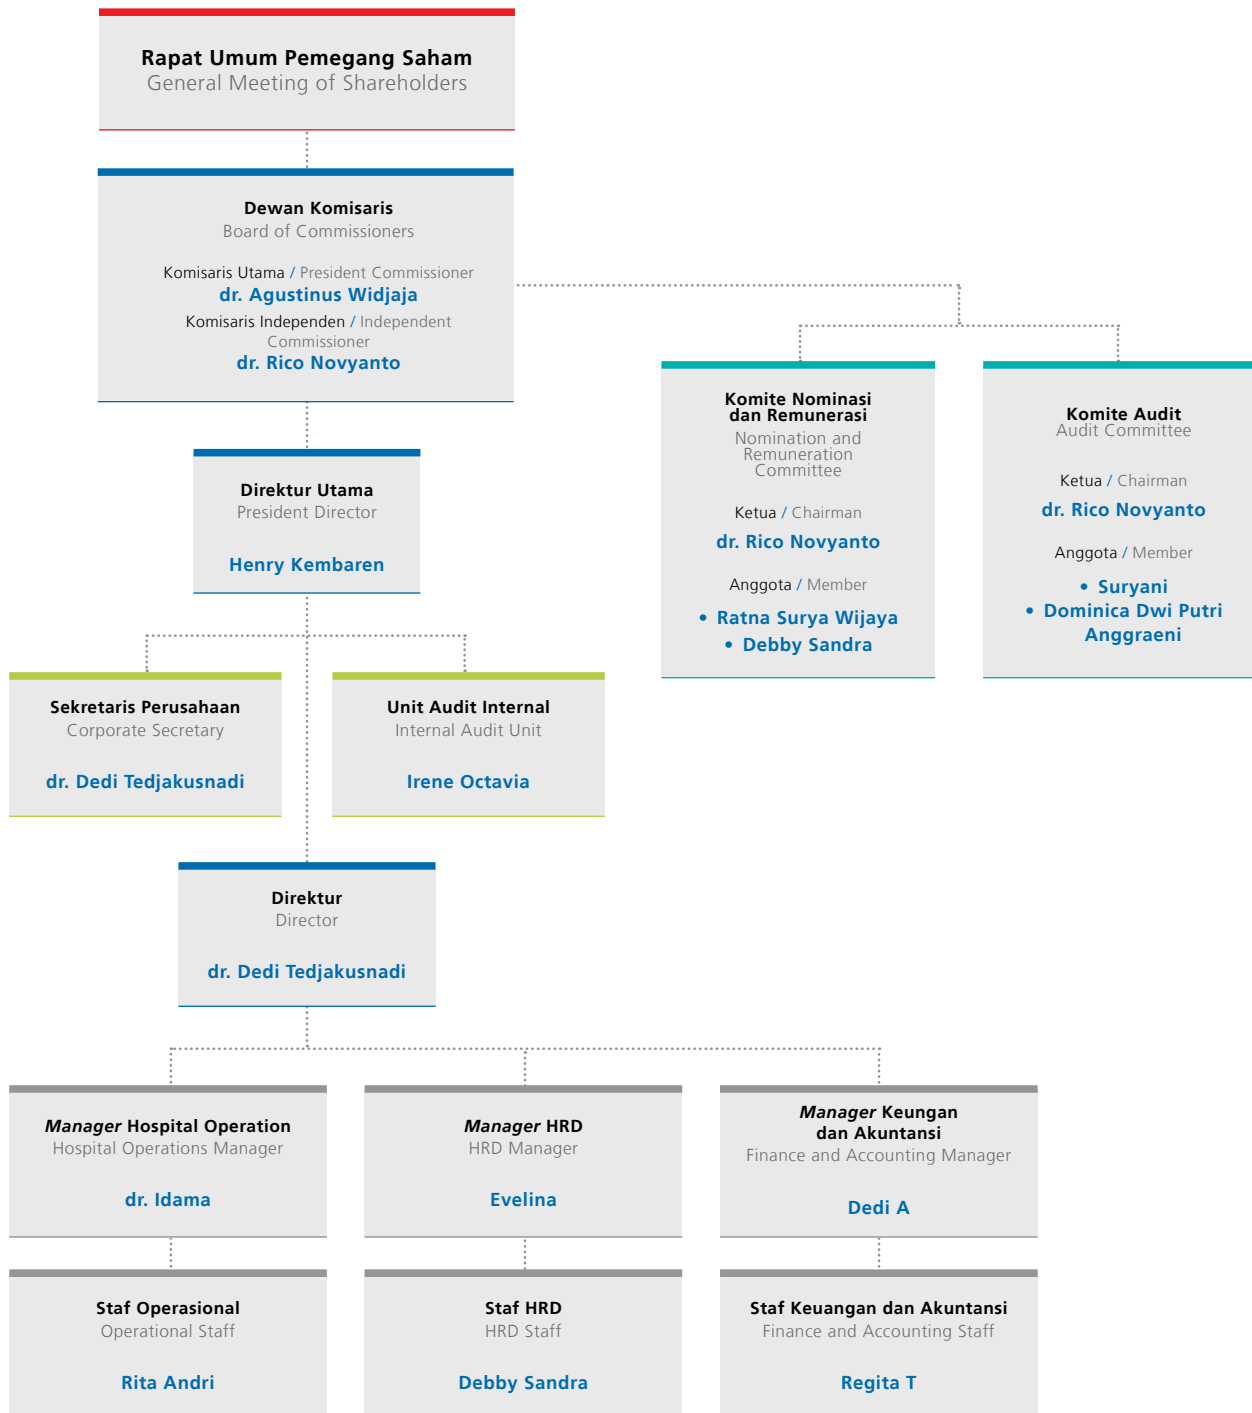 Rapat Umum Pemegang Saham
General Meeting of Shareholders
Dewan Komisaris
Board of Commissioners
Komisaris Utama / President Commissioner
dr. Agustinus Widjaja
Komisaris Independen / Independent
Commissioner
dr. Rico Novyanto
Komite Nominasi
dan Remunerasi
Nomination and
Remuneration
Committee
Ketua / Chairman
dr. Rico Novyanto
Anggota / Member
• Ratna Surya Wijaya
• Debby Sandra
Komite Audit
Audit Committee
Ketua / Chairman
dr. Rico Novyanto
Anggota / Member
• Suryani
• Dominica Dwi Putri
Anggraeni
Direktur Utama
President Director
Henry Kembaren
Sekretaris Perusahaan
Corporate Secretary
dr. Dedi Tedjakusnadi
Unit Audit Internal
Internal Audit Unit
Irene Octavia
Direktur
Director
dr. Dedi Tedjakusnadi
Manager Hospital Operation
Hospital Operations Manager
dr. Idama
Manager HRD
HRD Manager
Evelina
Manager Keungan
dan Akuntansi
Finance and Accounting Manager
Dedi A
Staf Operasional
Operational Staff
Rita Andri
Staf HRD
HRD Staff
Debby Sandra
Staf Keuangan dan Akuntansi
Finance and Accounting Staff
Regita T